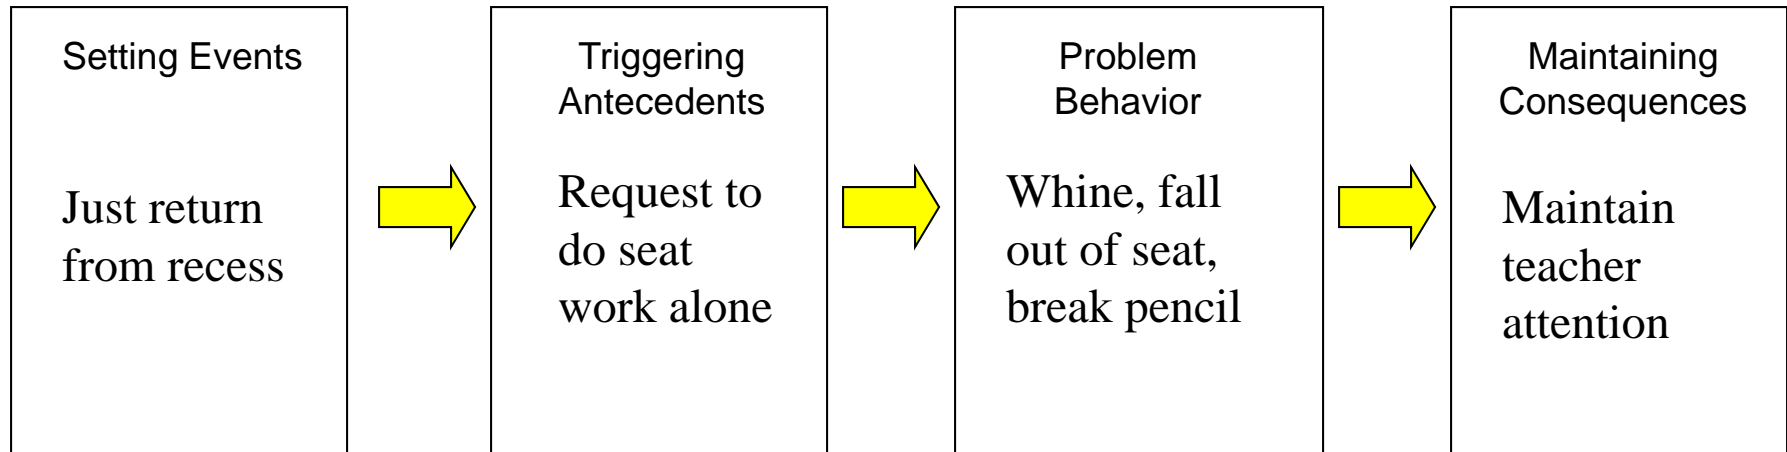 Setting Events
Just return
from recess
Triggering
Antecedents
Request to
do seat
work alone
Problem
Behavior
Whine, fall
out of seat,
break pencil
Maintaining
Consequences
Maintain
teacher
attention